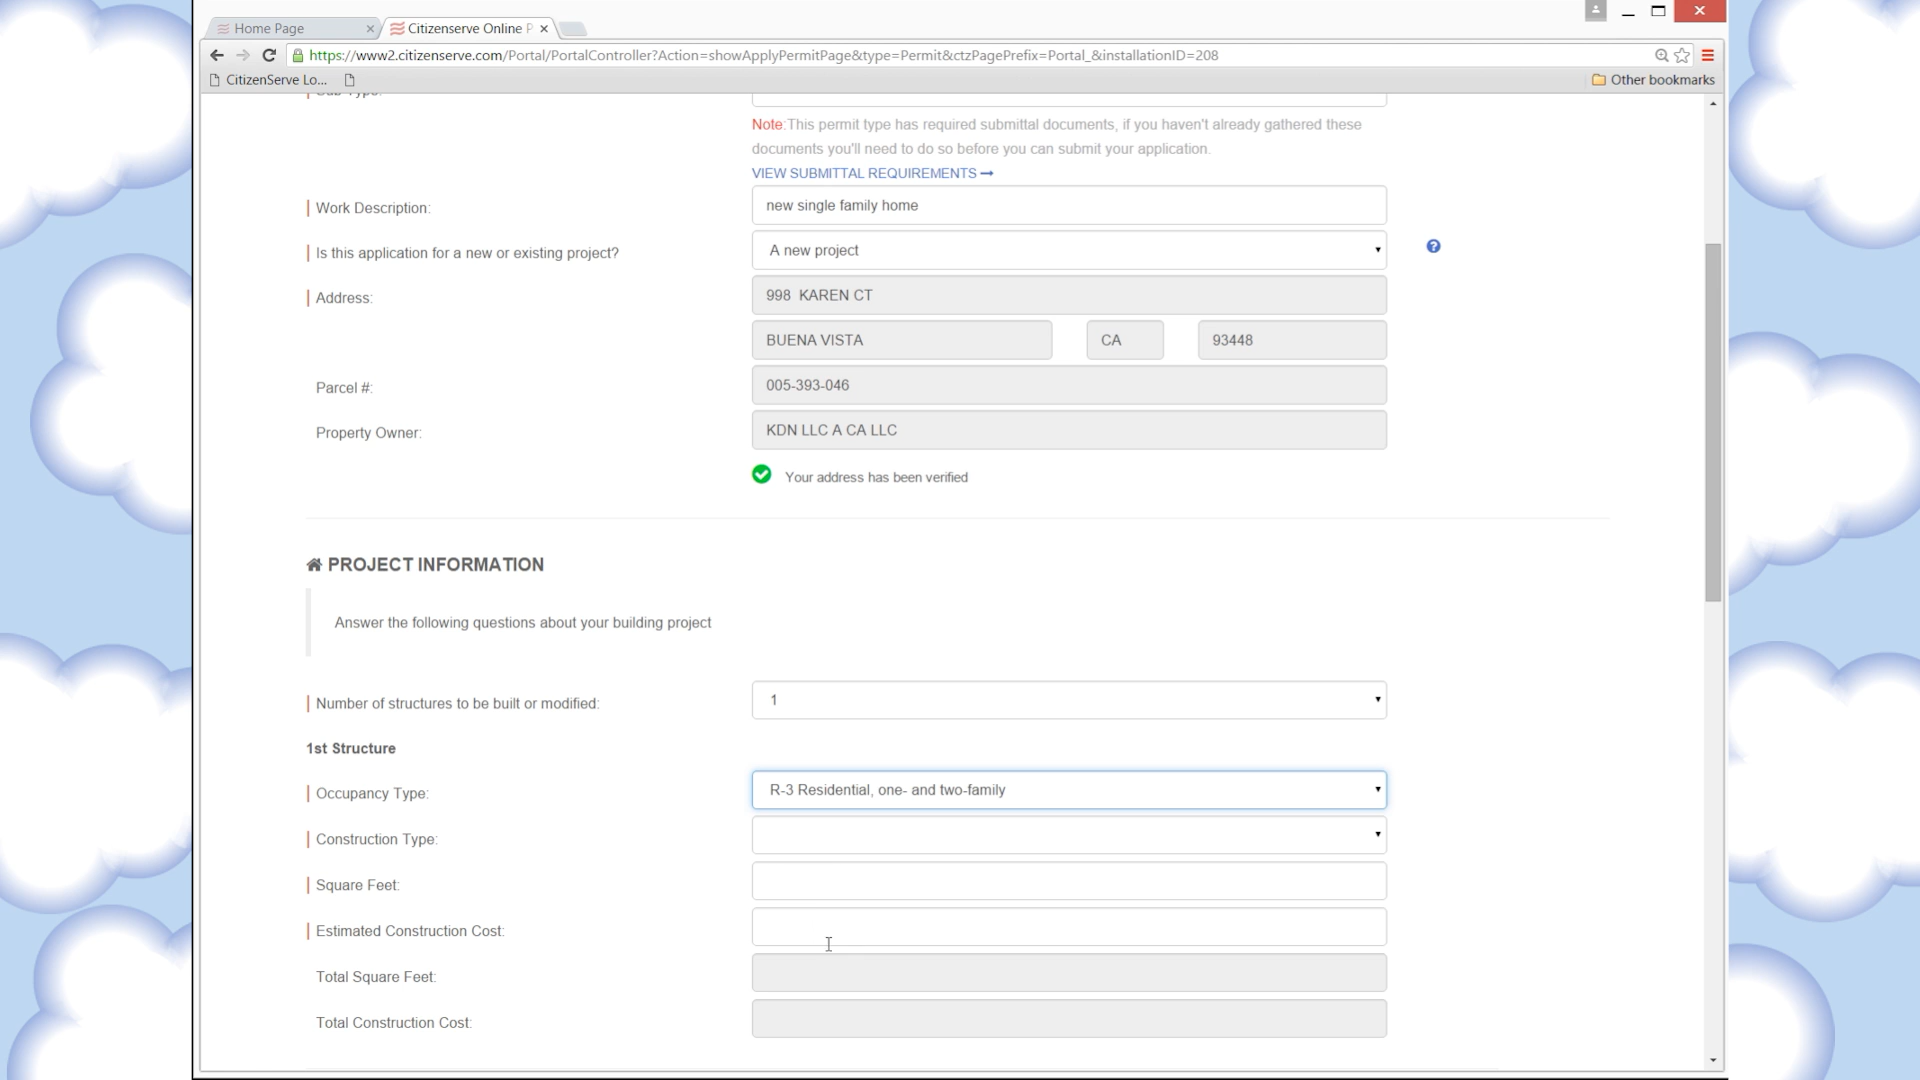 Home Page
Citizenserve Online P
https://www2.citizenserve.com/Portal/PortalController?Action=showApplyPermitPage&type=Permit&ctzPagePrefix=Portal_&installationID=208
CitizenServe Lo...
Other bookmarks
Note:This permit type has required submittal documents, if you haven't already gathered these
documents you'll need to do so before you can submit your application.
VIEW SUBMITTAL REQUIREMENTS
Work Description:
new single family home
Is this application for a new or existing project?
A new project
Address:
998 KAREN CT
BUENA VISTA CA 93448
Parcel #:
005-393-046
Property Owner:
KDN LLC A CA LLC
Your address has been verified
PROJECT INFORMATION
Answer the following questions about your building project
Number of structures to be built or modified:
1
1st Structure
Occupancy Type:
R-3 Residential, one- and two-family
Construction Type:
Square Feet:
Estimated Construction Cost:
Total Square Feet:
Total Construction Cost: